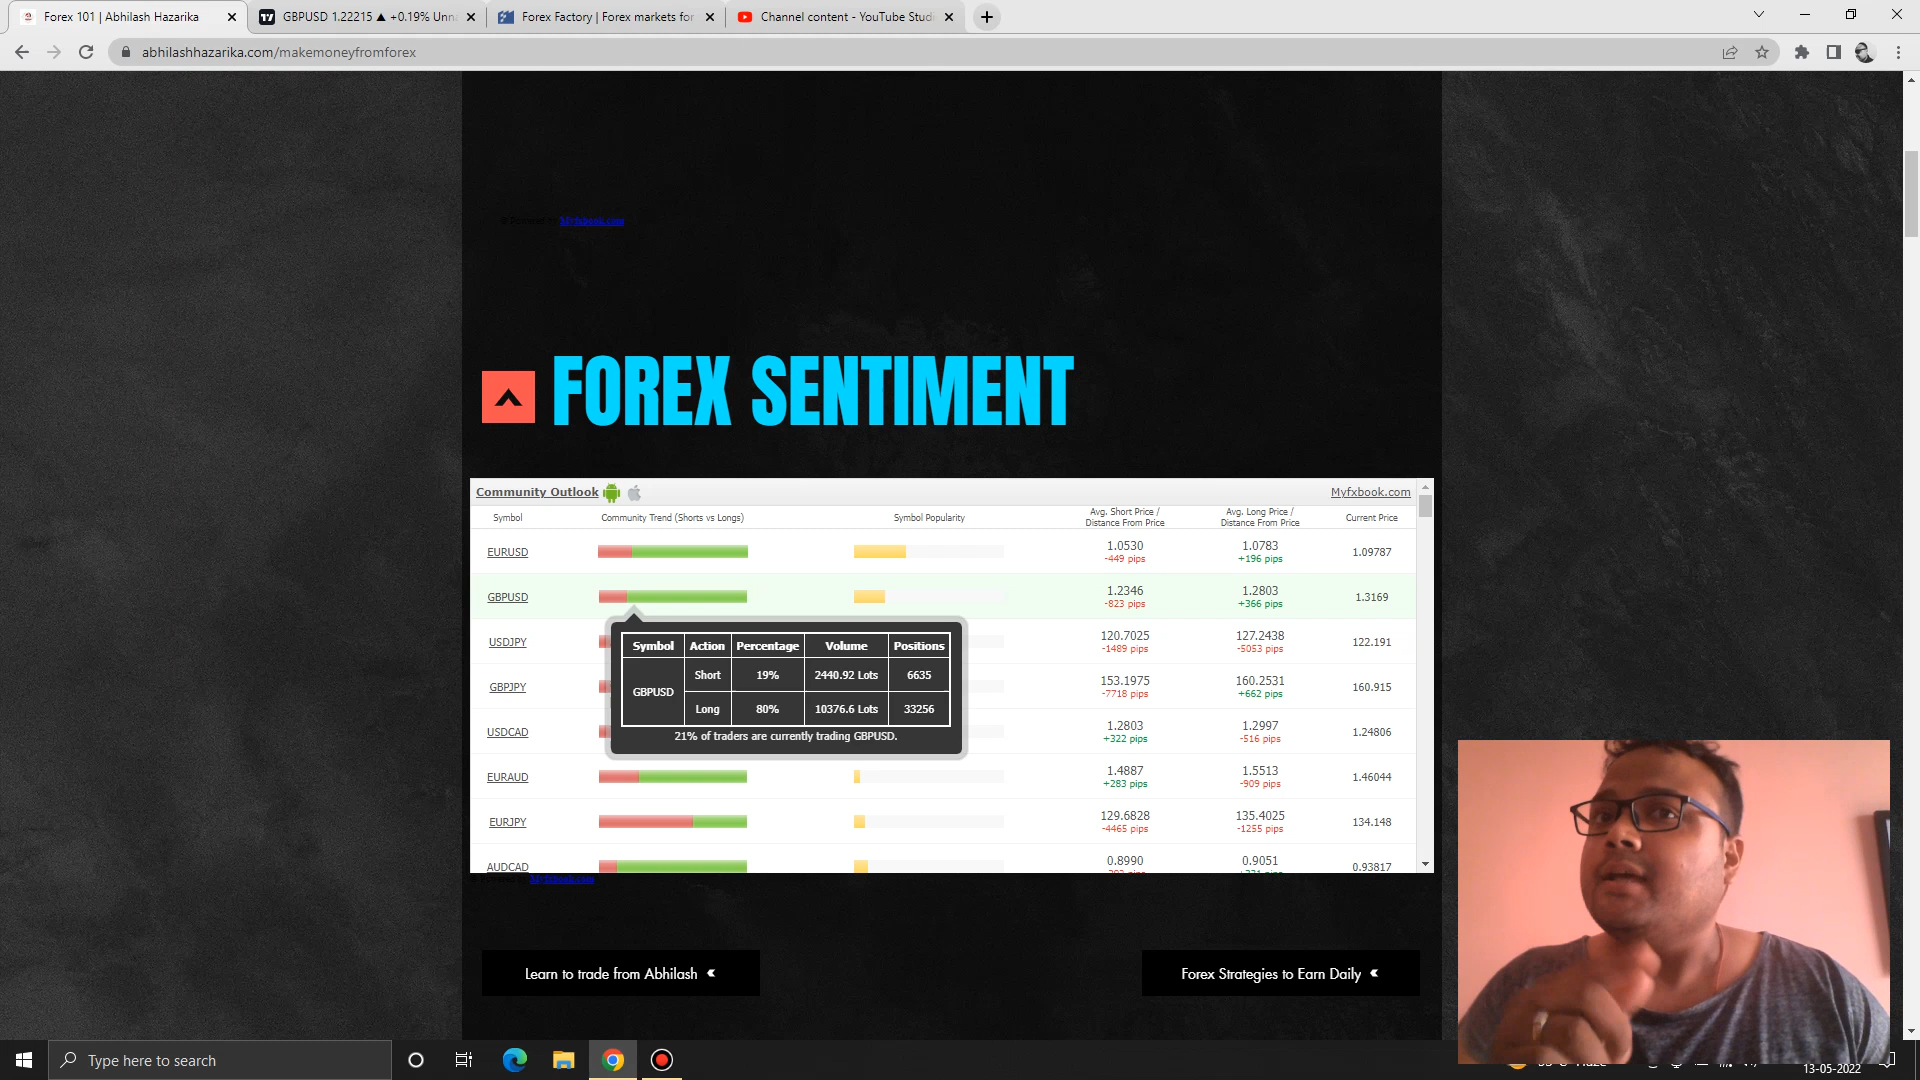 Forex 101 | Abhilash Hazarika
GBPUSD 1.22215 ▲ +0.19% Unna
Forex Factory | Forex markets for
Channel content - YouTube Studi
abhilashhazarika.com/makemoneyfromforex
Myfxbook.com
FOREX SENTIMENT
Community Outlook
Myfxbook.com
Symbol Community Trend (Shorts vs Longs) Symbol Popularity Avg. Short Price / Distance From Price Avg. Long Price / Distance From Price Current Price
EURUSD 1.0530 1.0783 1.09787
-449 pips +196 pips
GBPUSD 1.2346 1.2803 1.3169
-823 pips +366 pips
USDJPY 120.7025 127.2438 122.191
-1489 pips -5053 pips
GBPJPY 153.1975 160.2531 160.915
-7718 pips +662 pips
USDCAD 1.2803 1.2997 1.24806
+322 pips -516 pips
EURAUD 1.4887 1.5513 1.46044
+283 pips -909 pips
EURJPY 129.6828 135.4025 134.148
-4465 pips -1255 pips
AUDCAD 0.8990 0.9051 0.93817
Symbol Action Percentage Volume Positions
GBPUSD Short 19% 2440.92 Lots 6635
Long 80% 10376.6 Lots 33256
21% of traders are currently trading GBPUSD.
Myfxbook.com
Learn to trade from Abhilash
Forex Strategies to Earn Daily
Type here to search
13-05-2022